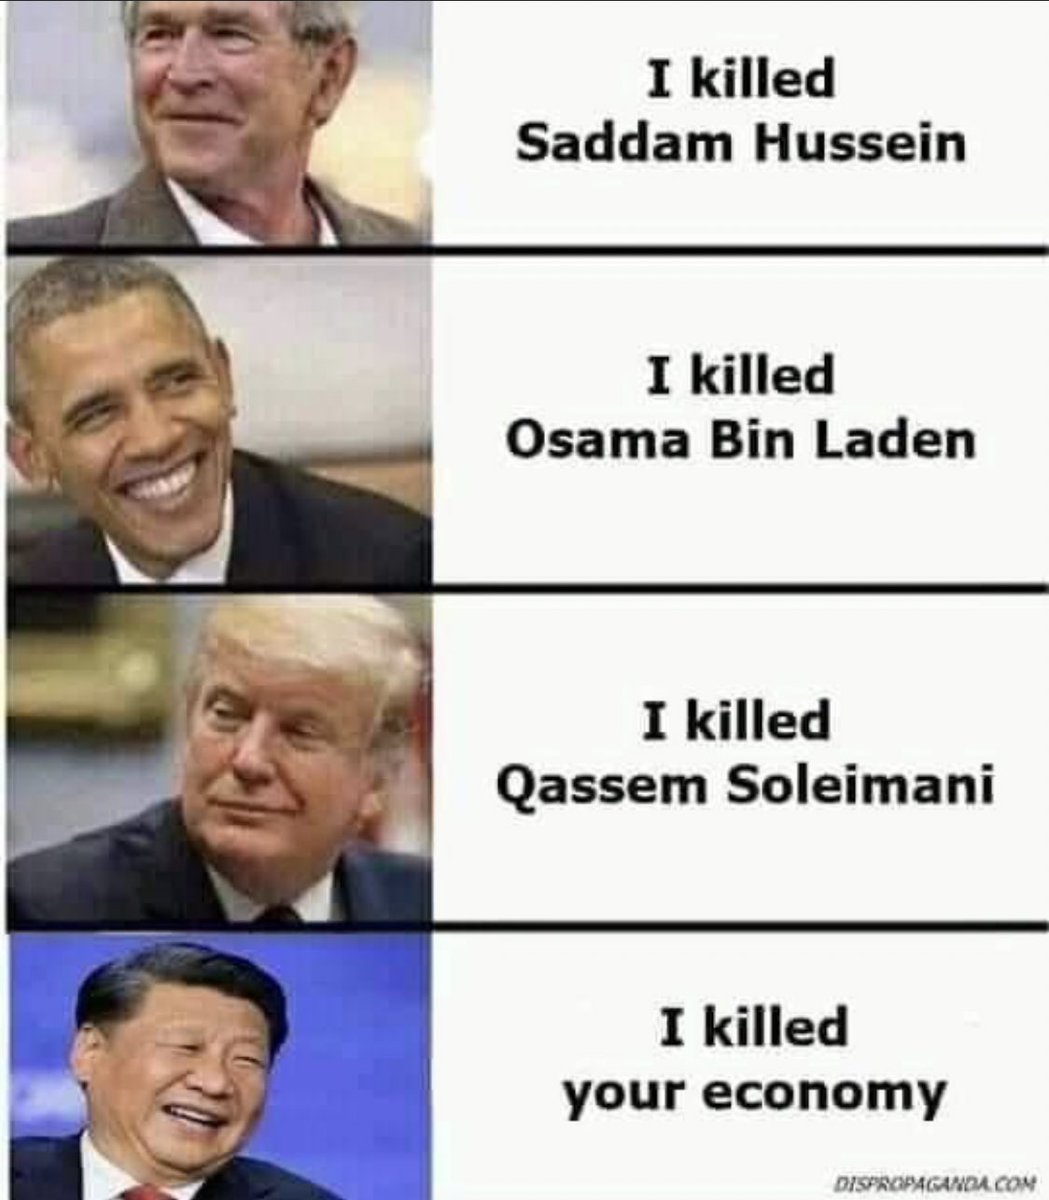 I killed
Saddam Hussein
I killed
Osama Bin Laden
I killed
Qassem Soleimani
I killed
your economy
DISPROPAGANDA.COM